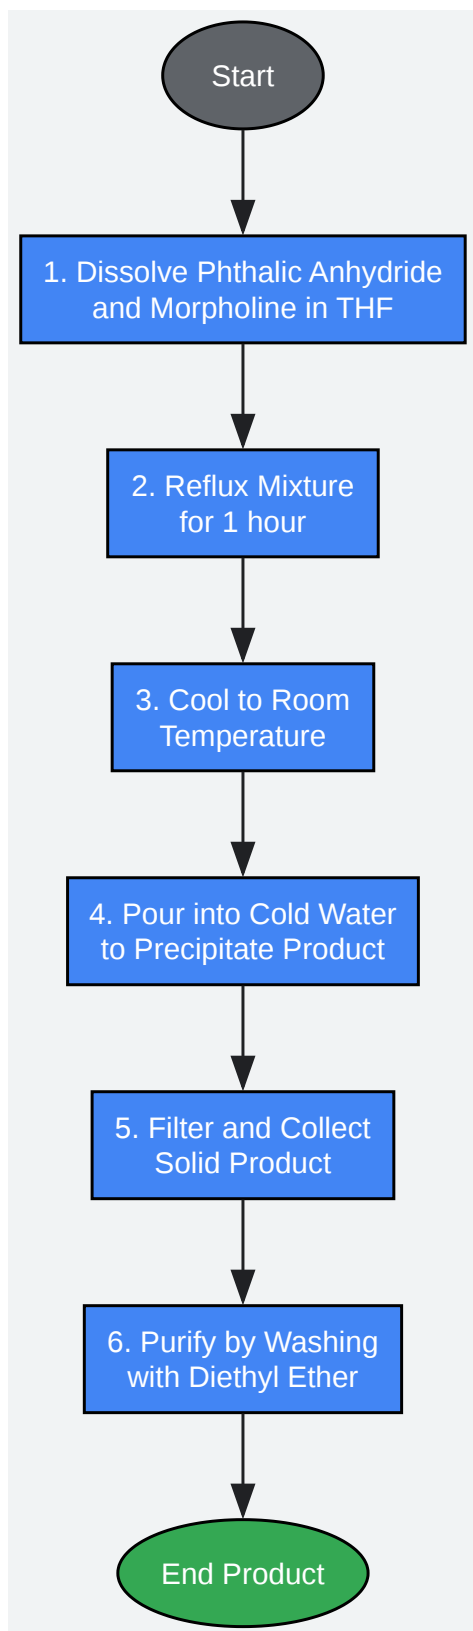 Start
1. Dissolve Phthalic Anhydride
and Morpholine in THF
2. Reflux Mixture
for 1 hour
3. Cool to Room
Temperature
4. Pour into Cold Water
to Precipitate Product
5. Filter and Collect
Solid Product
6. Purify by Washing
with Diethyl Ether
End Product